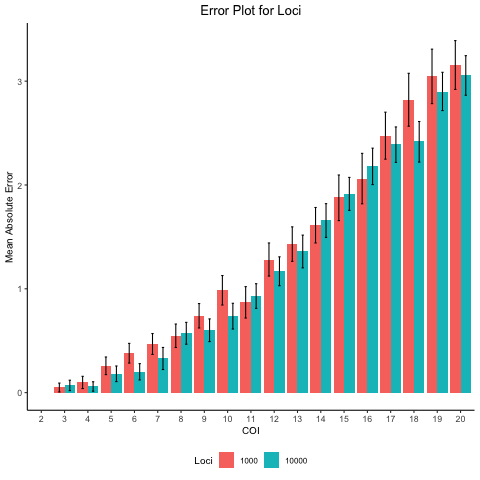 Error Plot for Loci
Mean Absolute Error
3
2
1
0
2 3 4 5 6 7 8 9 10 11 12 13 14 15 16 17 18 19 20
COI
Loci 1000 10000